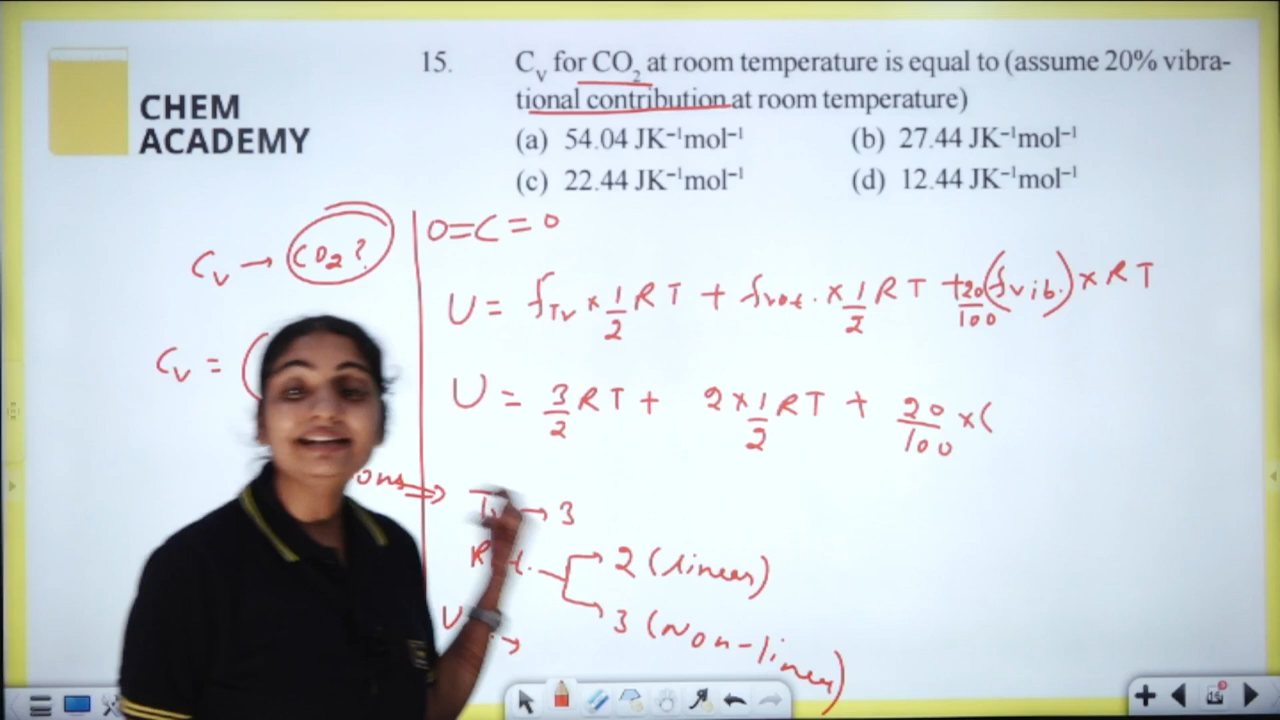 CHEM
ACADEMY
15. Cv for CO2 at room temperature is equal to (assume 20% vibra-
tional contribution at room temperature)
(a) 54.04 JK⁻¹mol⁻¹ (b) 27.44 JK⁻¹mol⁻¹
(c) 22.44 JK⁻¹mol⁻¹ (d) 12.44 JK⁻¹mol⁻¹
Cv → CO2?
Cv = (
O=C=O
U = fTr × 1/2 RT + frot. × 1/2 RT + 20/100 (fvib.) × RT
U = 3/2 RT + 2 × 1/2 RT + 20/100 × (
→ 3
→ 2 (linear)
→ 3 (Non-linear)